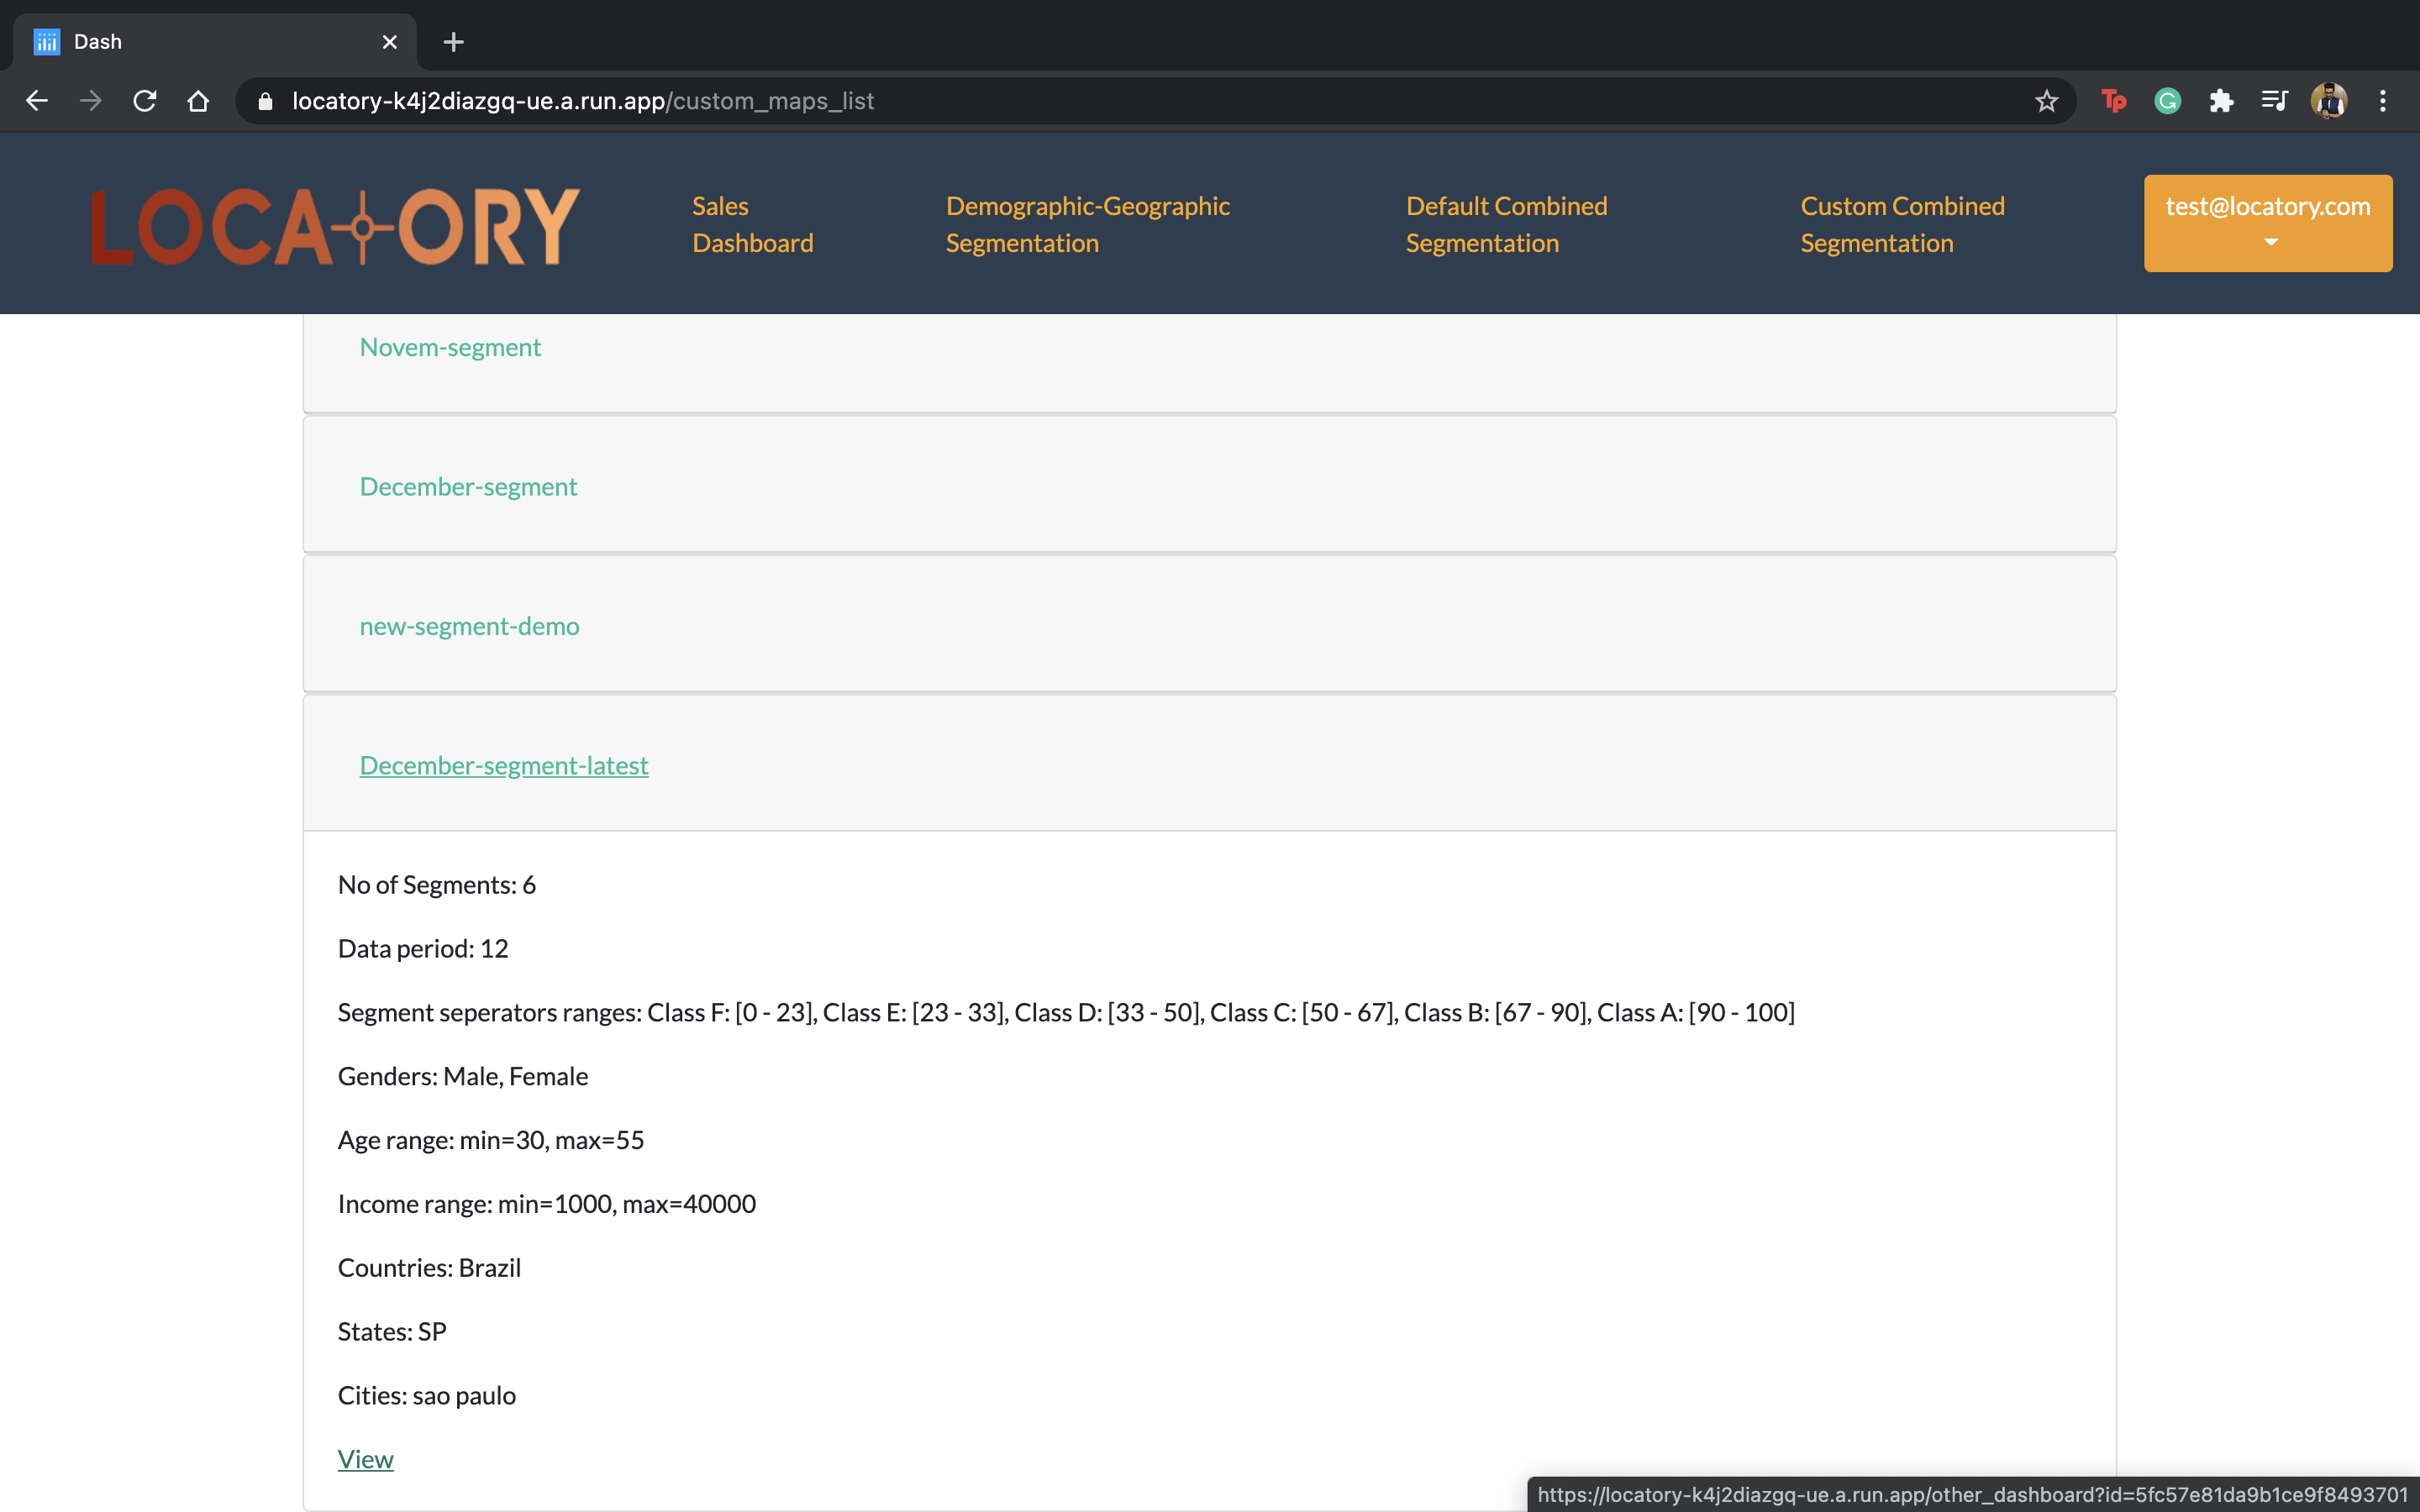 Dash
locatory-k4j2diazgq-ue.a.run.app/custom_maps_list
Tp
G
LOCATORY
Sales
Dashboard
Demographic-Geographic
Segmentation
Default Combined
Segmentation
Custom Combined
Segmentation
test@locatory.com
Novem-segment
December-segment
new-segment-demo
December-segment-latest
No of Segments: 6
Data period: 12
Segment seperators ranges: Class F: [0 - 23], Class E: [23 - 33], Class D: [33 - 50], Class C: [50 - 67], Class B: [67 - 90], Class A: [90 - 100]
Genders: Male, Female
Age range: min=30, max=55
Income range: min=1000, max=40000
Countries: Brazil
States: SP
Cities: sao paulo
View
https://locatory-k4j2diazgq-ue.a.run.app/other_dashboard?id=5fc57e81da9b1ce9f8493701